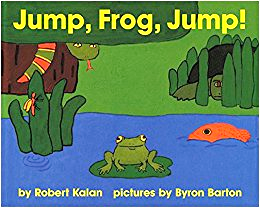 Jump, Frog, Jump!
by Robert Kalan   pictures by Byron Barton